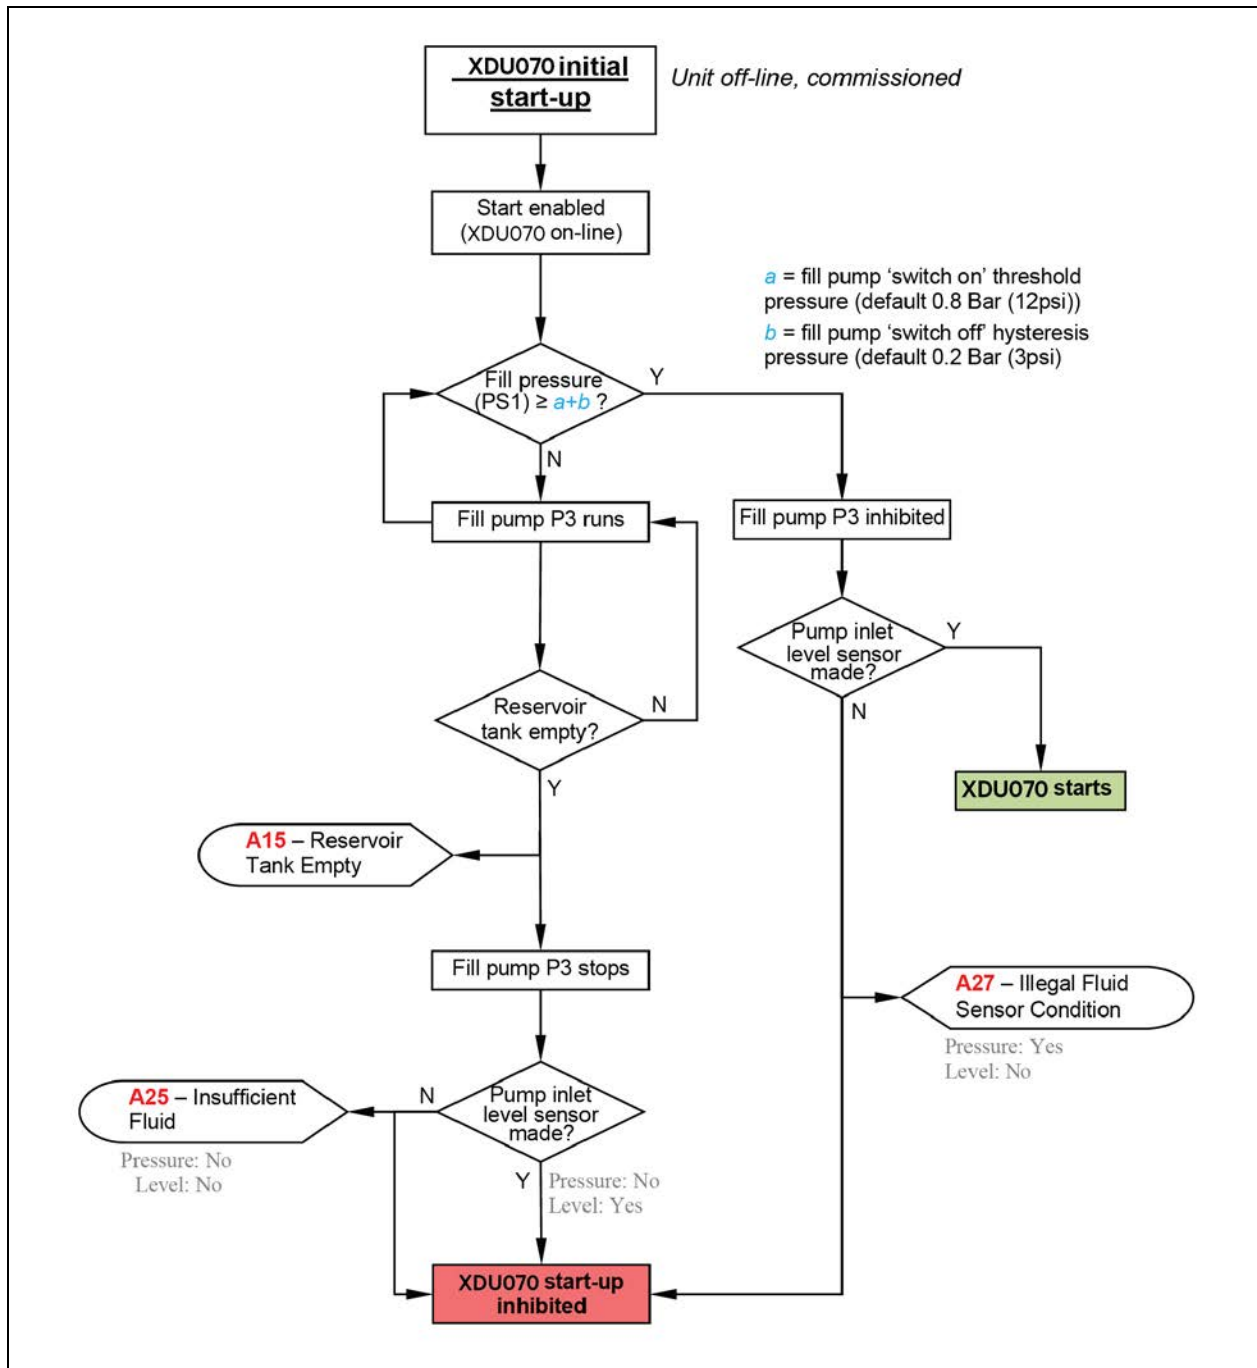 XDU070 initial
start-up
Unit off-line, commissioned
Start enabled
(XDU070 on-line)
a = fill pump ‘switch on’ threshold
pressure (default 0.8 Bar (12psi))
b = fill pump ‘switch off’ hysteresis
pressure (default 0.2 Bar (3psi)
Fill pressure
(PS1) ≥ a+b ?
Y
N
Fill pump P3 runs
Fill pump P3 inhibited
Pump inlet
level sensor
made?
Y
N
Reservoir
tank empty?
N
Y
XDU070 starts
A15 – Reservoir
Tank Empty
Fill pump P3 stops
A27 – Illegal Fluid
Sensor Condition
Pressure: Yes
Level: No
Pump inlet
level sensor
made?
N
A25 – Insufficient
Fluid
Pressure: No
Level: No
Y
Pressure: No
Level: Yes
XDU070 start-up
inhibited